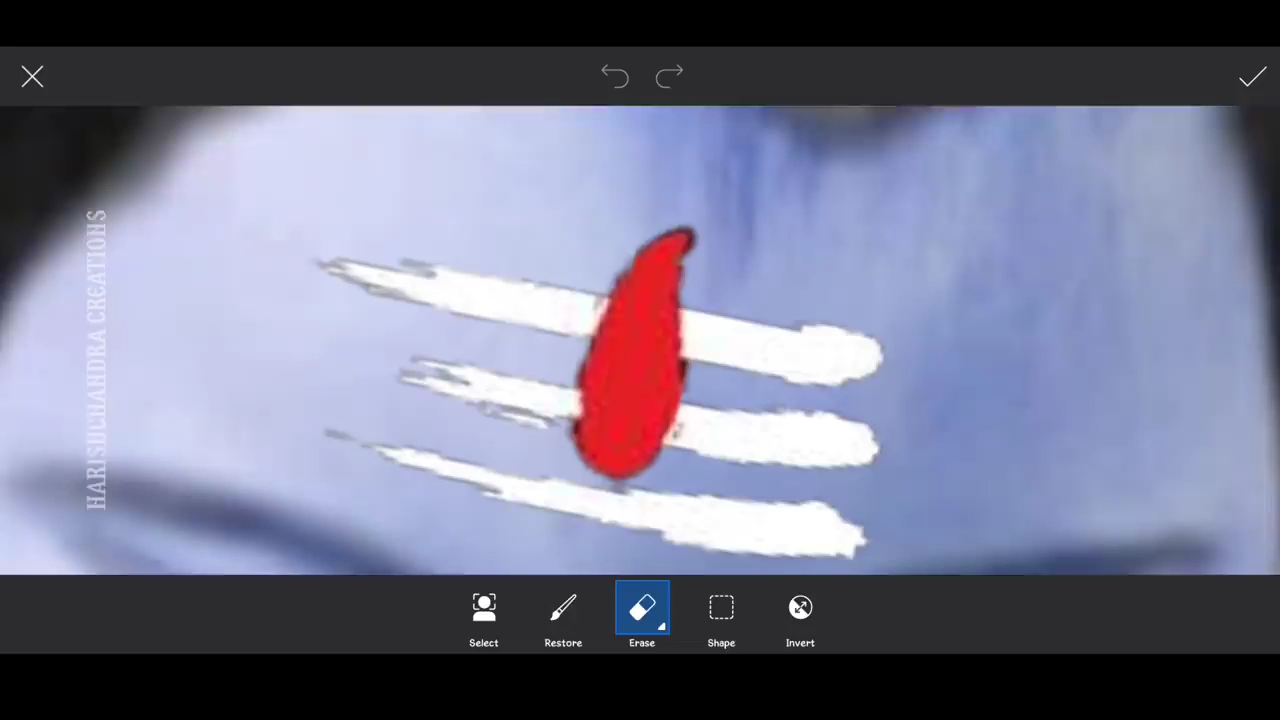 HARISHCHANDRA CREATIONS
Select
Restore
Erase
Shape
Invert